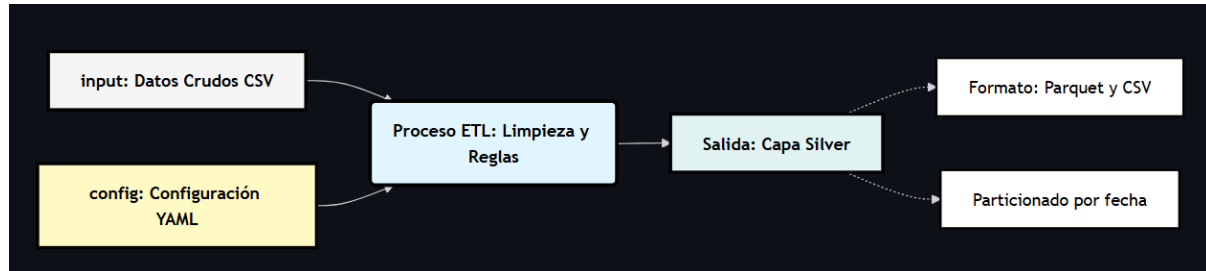 input: Datos Crudos CSV
config: Configuración
YAML
Proceso ETL: Limpieza y
Reglas
Salida: Capa Silver
Formato: Parquet y CSV
Particionado por fecha